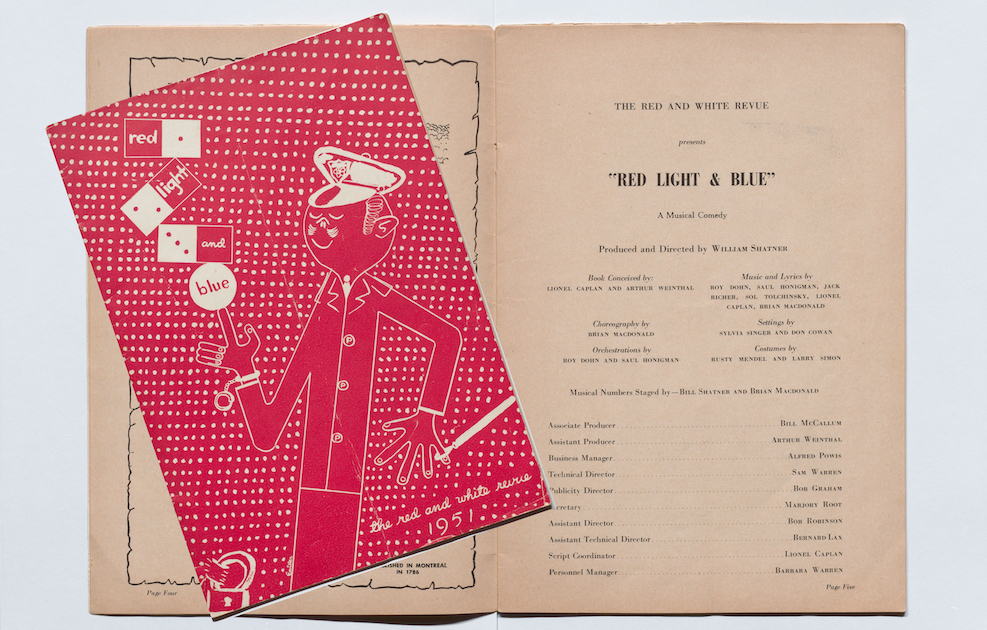 red
light
and
blue
the red and white revue
1951
IN MONTREAL
IN 1786
Page Four
THE RED AND WHITE REVUE
presents
"RED LIGHT & BLUE"
A Musical Comedy
Produced and Directed by WILLIAM SHATNER
Book Conceived by:
LIONEL CAPLAN AND ARTHUR WEINTHAL
Music and Lyrics by
ROY DOHN, SAUL HONIGMAN, JACK
RICHER, SOL TOLCHINSKY, LIONEL
CAPLAN, BRIAN MACDONALD
Choreography by
BRIAN MACDONALD
Settings by
SYLVIA SINGER AND DON COWAN
Orchestrations by
ROY DOHN AND SAUL HONIGMAN
Costumes by
RUSTY MENDEL AND LARRY SIMON
Musical Numbers Staged by—BILL SHATNER AND BRIAN MACDONALD
Associate Producer BILL MCCALLUM
Assistant Producer ARTHUR WEINTHAL
Business Manager ALFRED POWIS
Technical Director SAM WARREN
Publicity Director BOB GRAHAM
MARJORY ROOT
Assistant Director BOB ROBINSON
Assistant Technical Director BERNARD LAX
Script Coordinator LIONEL CAPLAN
Personnel Manager BARBARA WARREN
Page Five